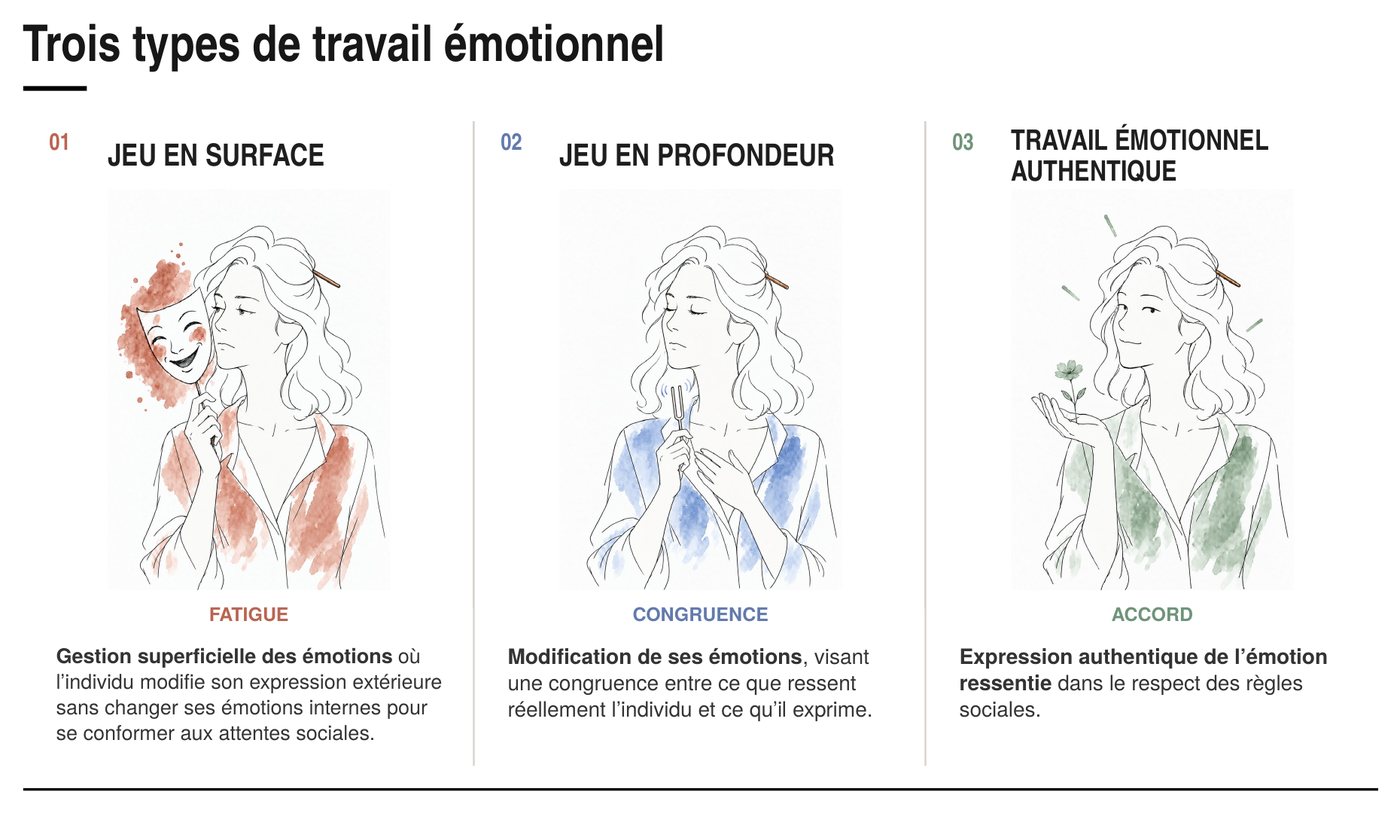 Trois types de travail émotionnel
01
JEU EN SURFACE
FATIGUE
Gestion superficielle des émotions où
l’individu modifie son expression extérieure
sans changer ses émotions internes pour
se conformer aux attentes sociales.
02
JEU EN PROFONDEUR
CONGRUENCE
Modification de ses émotions, visant
une congruence entre ce que ressent
réellement l’individu et ce qu’il exprime.
03
TRAVAIL ÉMOTIONNEL
AUTHENTIQUE
ACCORD
Expression authentique de l’émotion
ressentie dans le respect des règles
sociales.